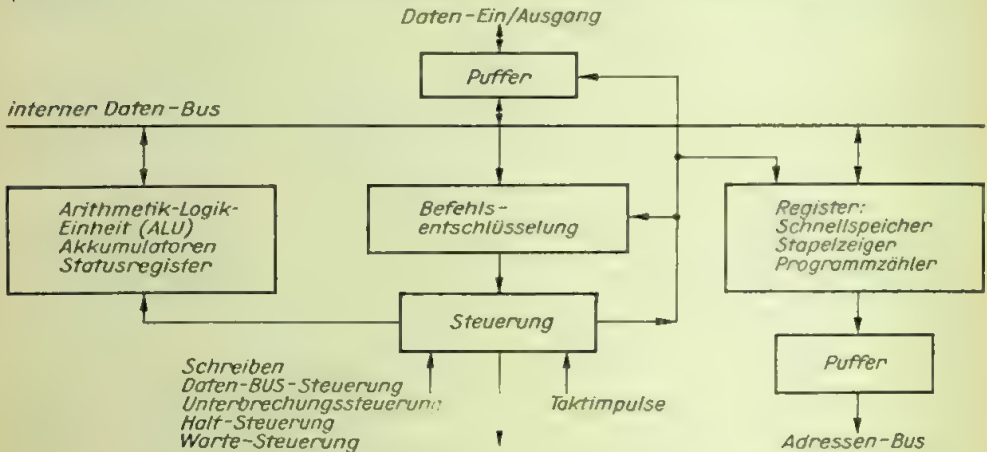 Daten-Ein/Ausgang
Puffer
interner Daten-Bus
Arithmetik-Logik-
Einheit (ALU)
Akkumulatoren
Statusregister
Befehls-
entschlüsselung
Register:
Schnellspeicher
Stapelzeiger
Programmzähler
Steuerung
Puffer
Schreiben
Daten-BUS-Steuerung
Unterbrechungssteuerung
Halt-Steuerung
Warte-Steuerung
Taktimpulse
Adressen-Bus